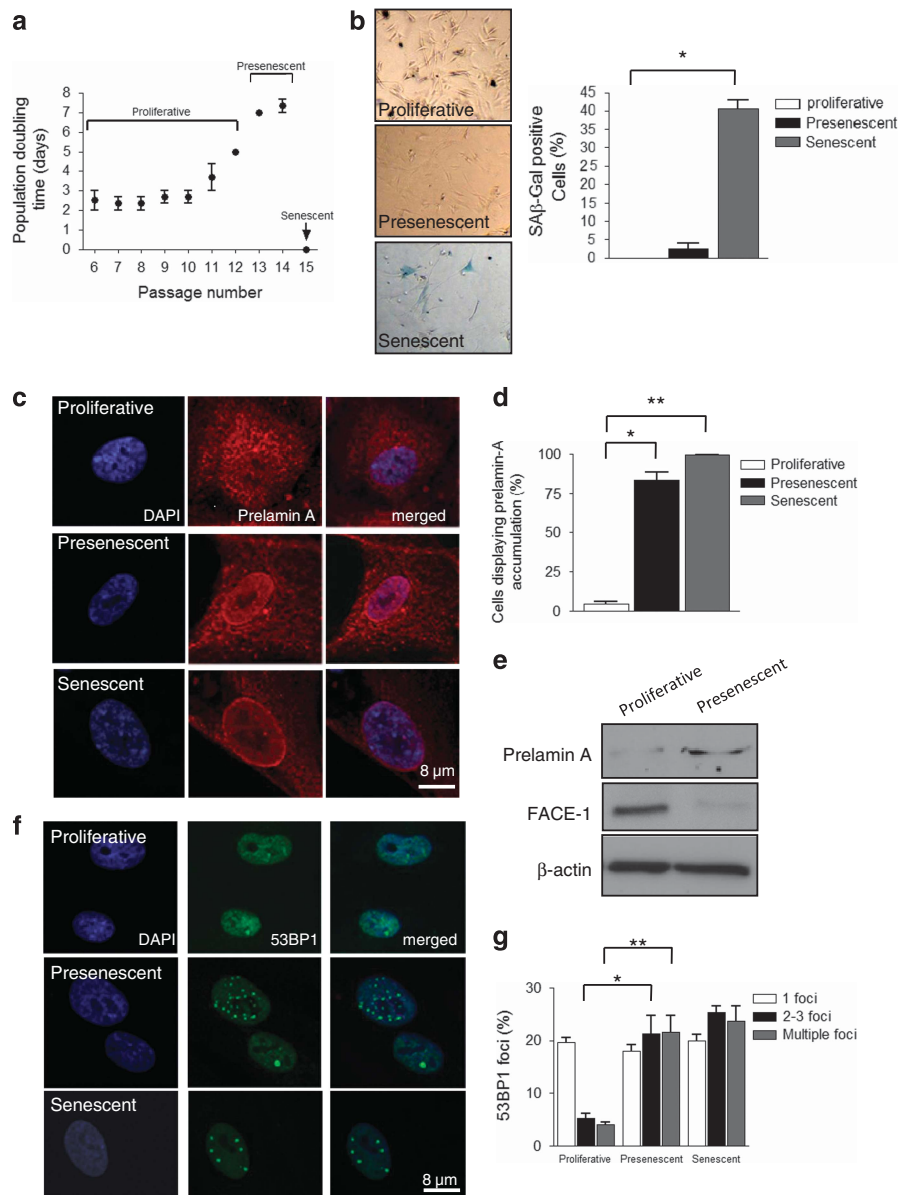 a
Population doubling
time (days)
8
7
6
5
4
3
2
1
0
Proliferative
Presenescent
Senescent
6 7 8 9 10 11 12 13 14 15
Passage number
b
Proliferative
Presenescent
Senescent
SAβ-Gal positive
Cells (%)
45
40
35
30
25
20
15
10
5
0
*
proliferative
Presenescent
Senescent
c
Proliferative
DAPI
Prelamin A
merged
Presenescent
Senescent
8 μm
d
Cells displaying prelamin-A
accumulation (%)
100
75
50
25
0
**
*
Proliferative
Presenescent
Senescent
e
Proliferative
Presenescent
Prelamin A
FACE-1
β-actin
f
Proliferative
DAPI
53BP1
merged
Presenescent
Senescent
8 μm
g
53BP1 foci (%)
30
20
10
0
**
*
1 foci
2-3 foci
Multiple foci
Proliferative Presenescent Senescent